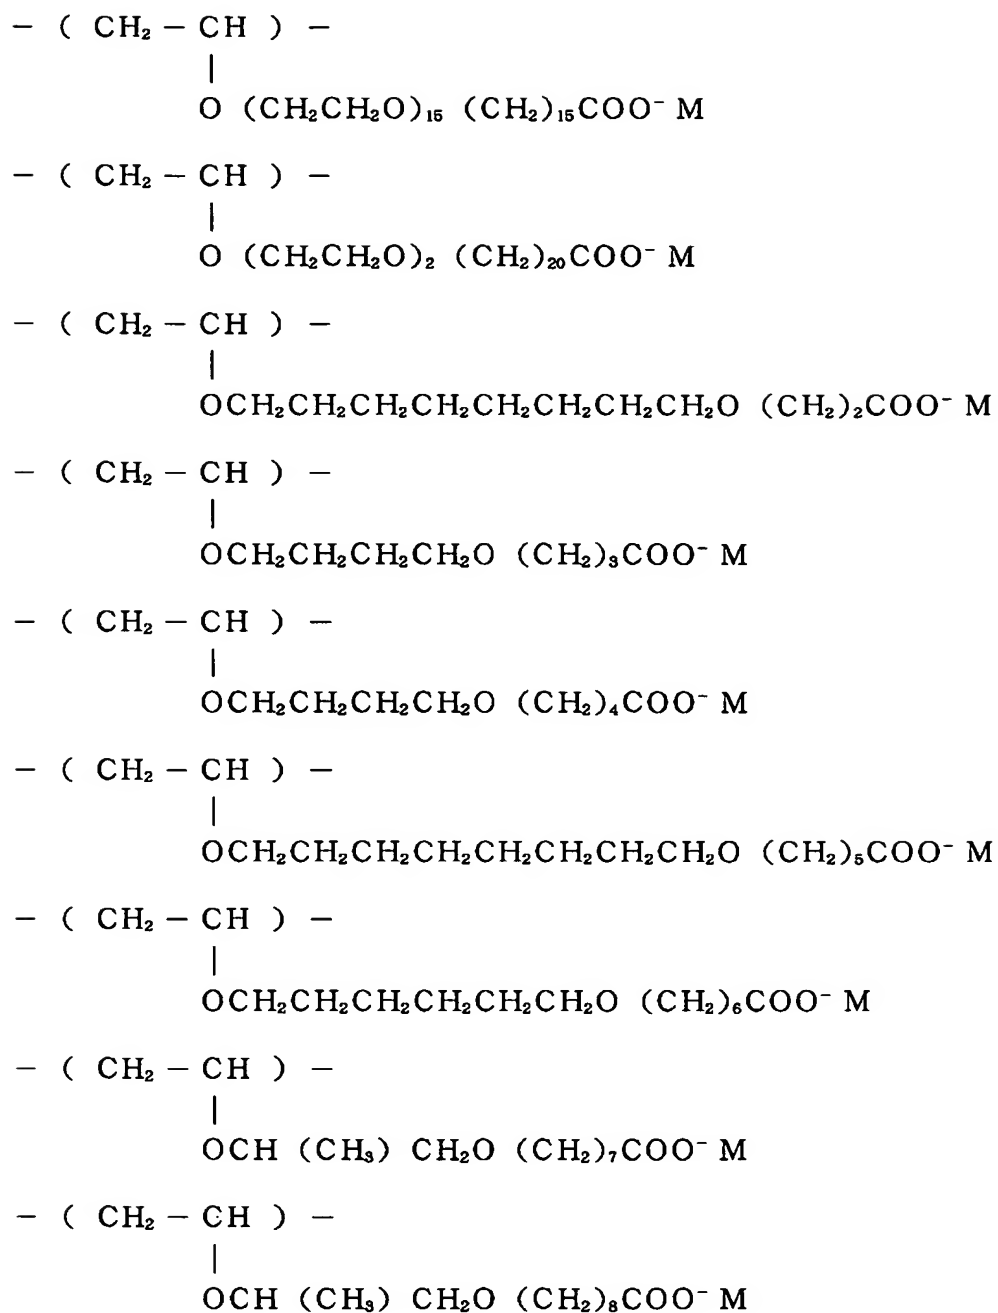 − ( CH₂ − CH ) −
|
O (CH₂CH₂O)₁₅ (CH₂)₁₅COO⁻ M
− ( CH₂ − CH ) −
|
O (CH₂CH₂O)₂ (CH₂)₂₀COO⁻ M
− ( CH₂ − CH ) −
|
OCH₂CH₂CH₂CH₂CH₂CH₂CH₂CH₂O (CH₂)₂COO⁻ M
− ( CH₂ − CH ) −
|
OCH₂CH₂CH₂CH₂O (CH₂)₃COO⁻ M
− ( CH₂ − CH ) −
|
OCH₂CH₂CH₂CH₂O (CH₂)₄COO⁻ M
− ( CH₂ − CH ) −
|
OCH₂CH₂CH₂CH₂CH₂CH₂CH₂CH₂O (CH₂)₅COO⁻ M
− ( CH₂ − CH ) −
|
OCH₂CH₂CH₂CH₂CH₂CH₂O (CH₂)₆COO⁻ M
− ( CH₂ − CH ) −
|
OCH (CH₃) CH₂O (CH₂)₇COO⁻ M
− ( CH₂ − CH ) −
|
OCH (CH₃) CH₂O (CH₂)₈COO⁻ M